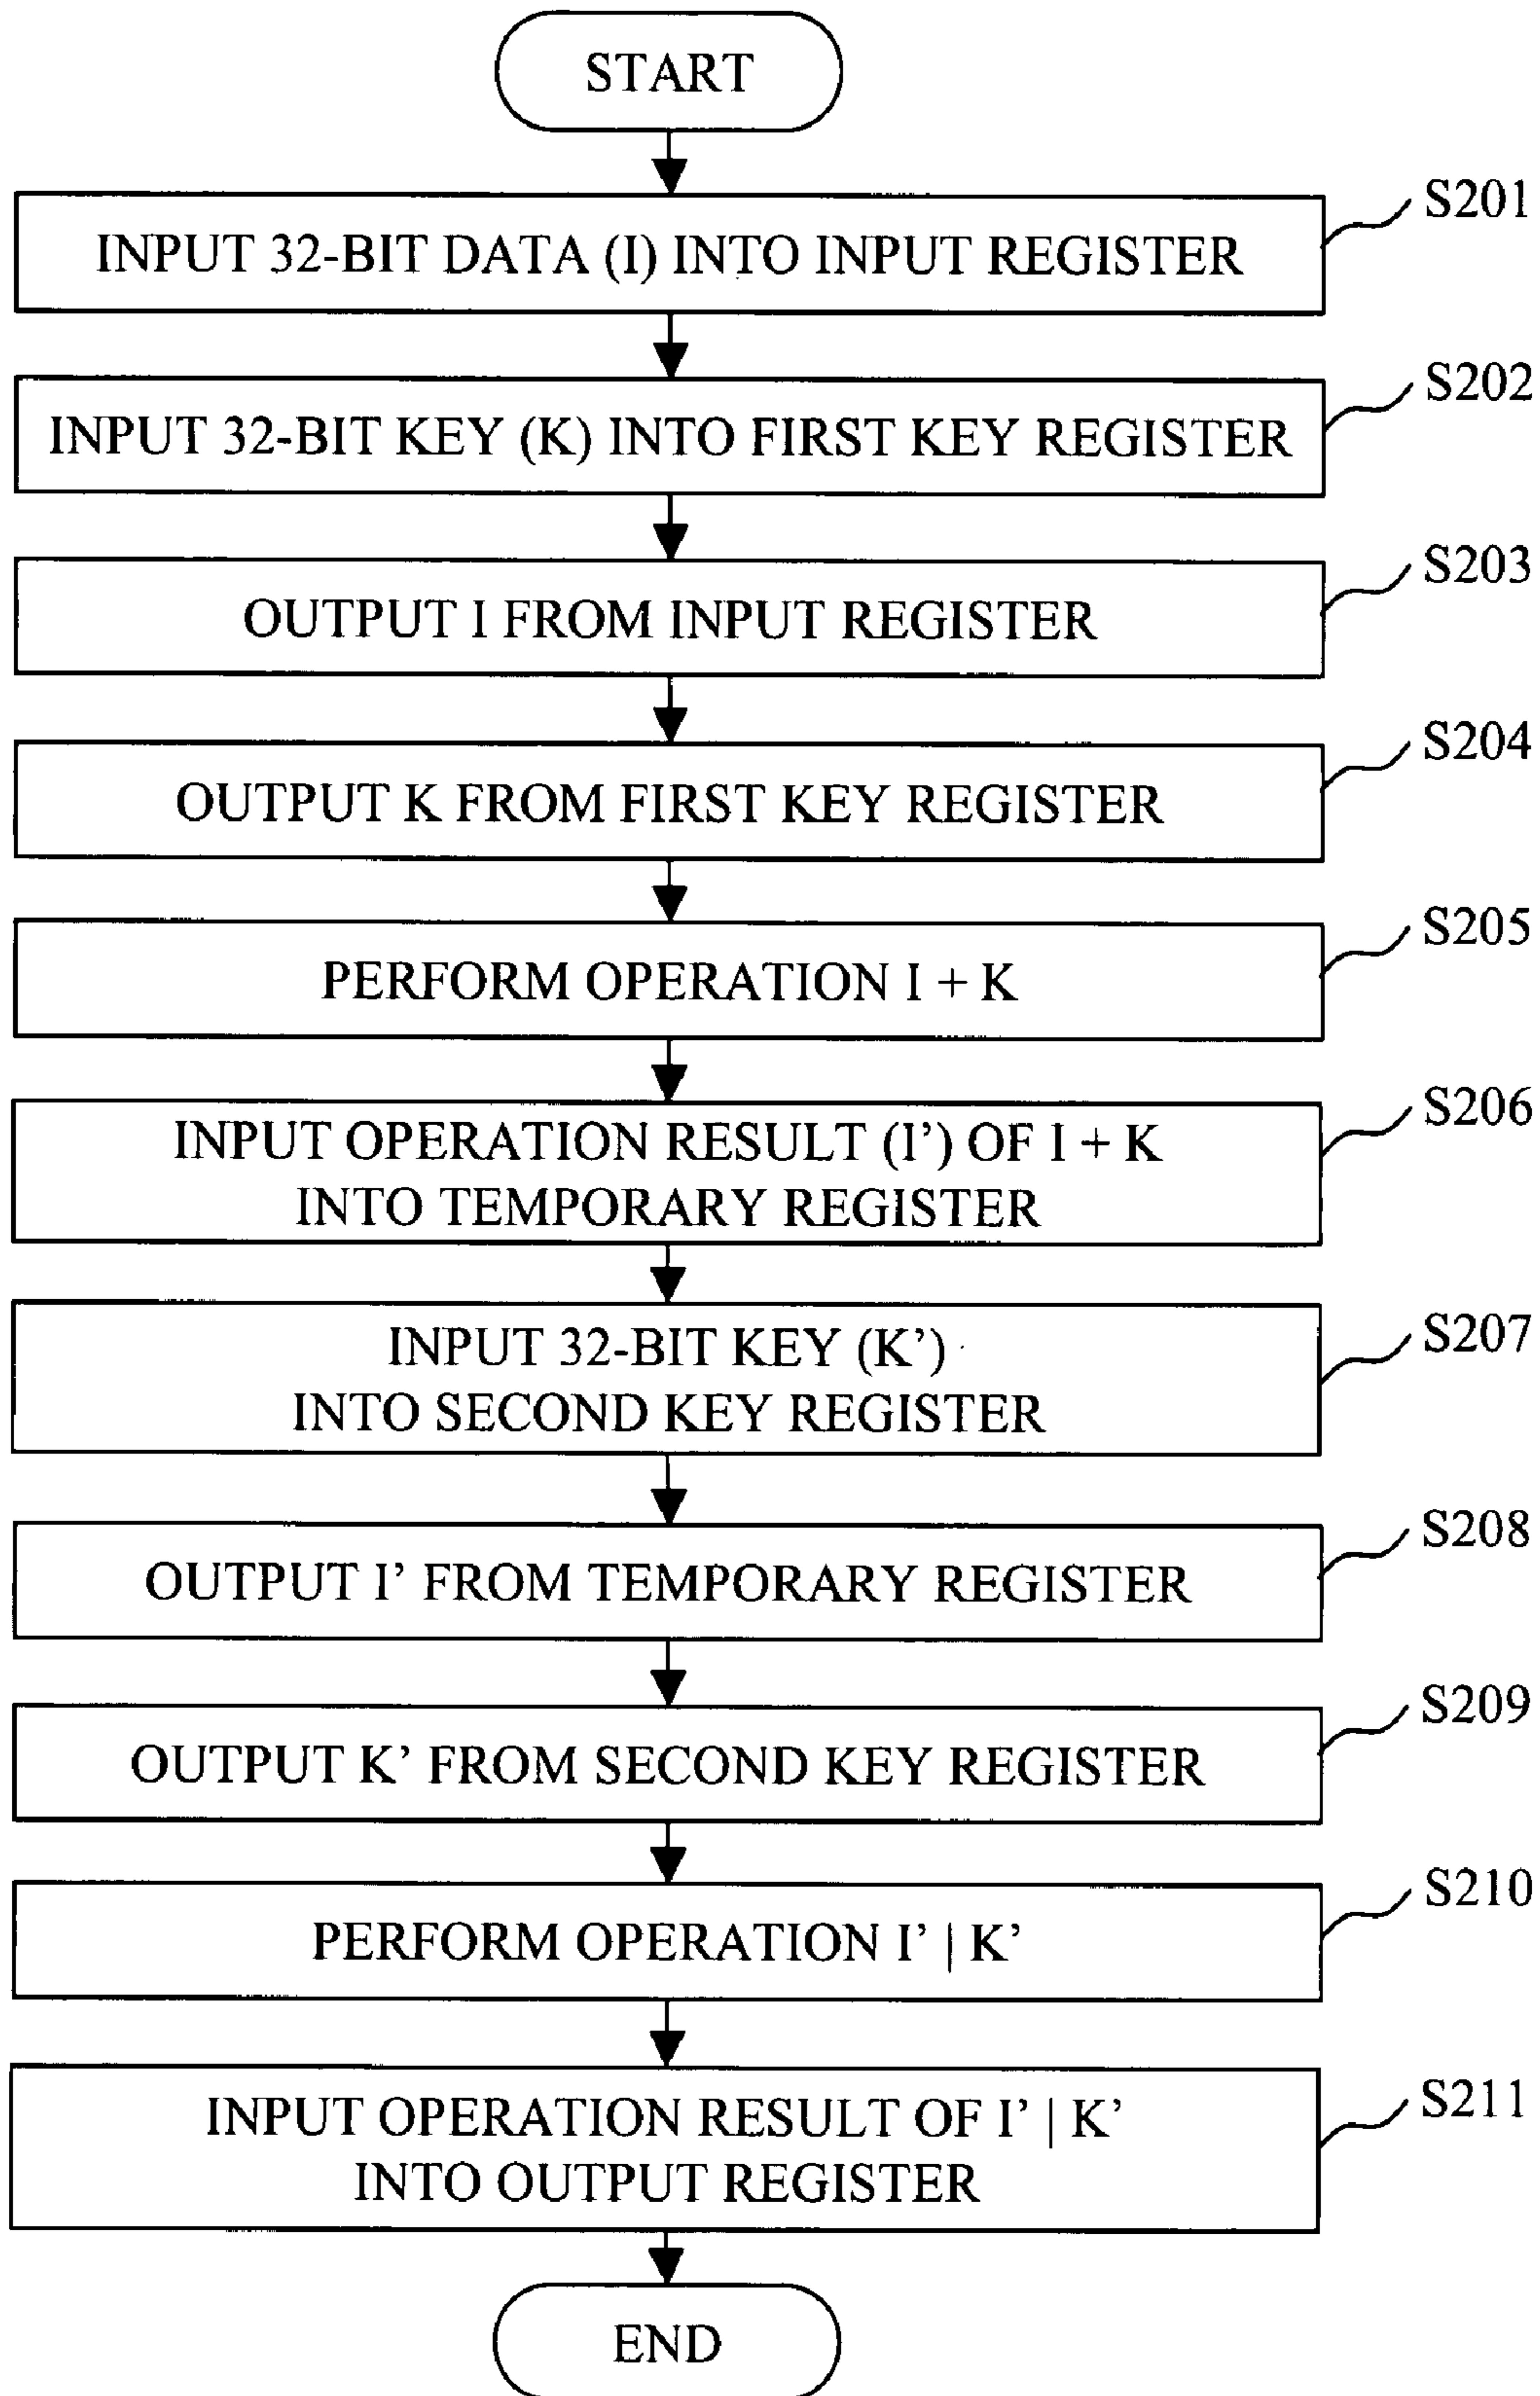 START
S201
INPUT 32-BIT DATA (I) INTO INPUT REGISTER
S202
INPUT 32-BIT KEY (K) INTO FIRST KEY REGISTER
S203
OUTPUT I FROM INPUT REGISTER
S204
OUTPUT K FROM FIRST KEY REGISTER
S205
PERFORM OPERATION I + K
S206
INPUT OPERATION RESULT (I’) OF I + K
INTO TEMPORARY REGISTER
S207
INPUT 32-BIT KEY (K’)
INTO SECOND KEY REGISTER
S208
OUTPUT I’ FROM TEMPORARY REGISTER
S209
OUTPUT K’ FROM SECOND KEY REGISTER
S210
PERFORM OPERATION I’ | K’
S211
INPUT OPERATION RESULT OF I’ | K’
INTO OUTPUT REGISTER
END